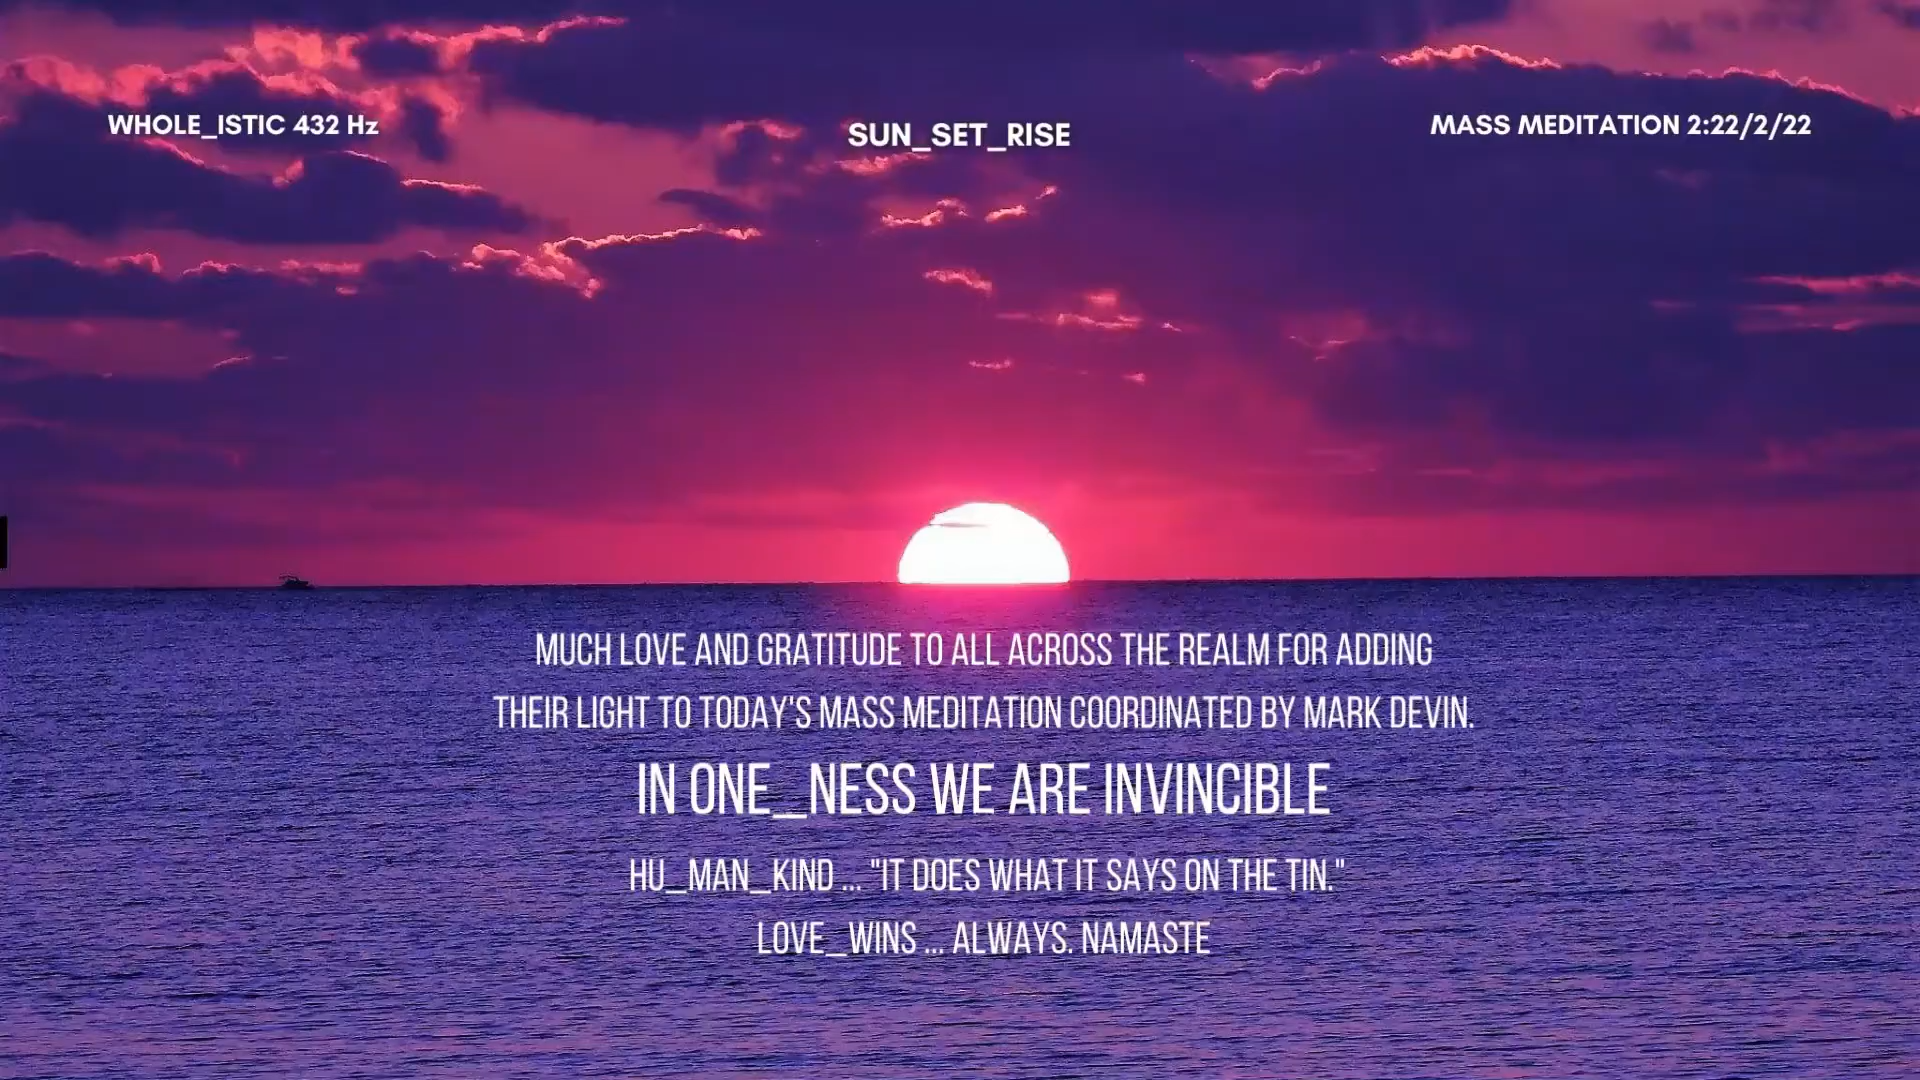 WHOLE_ISTIC 432 Hz
SUN_SET_RISE
MASS MEDITATION 2:22/2/22
MUCH LOVE AND GRATITUDE TO ALL ACROSS THE REALM FOR ADDING
THEIR LIGHT TO TODAY'S MASS MEDITATION COORDINATED BY MARK DEVIN.
IN ONE_NESS WE ARE INVINCIBLE
HU_MAN_KIND ... "IT DOES WHAT IT SAYS ON THE TIN."
LOVE_WINS ... ALWAYS. NAMASTE